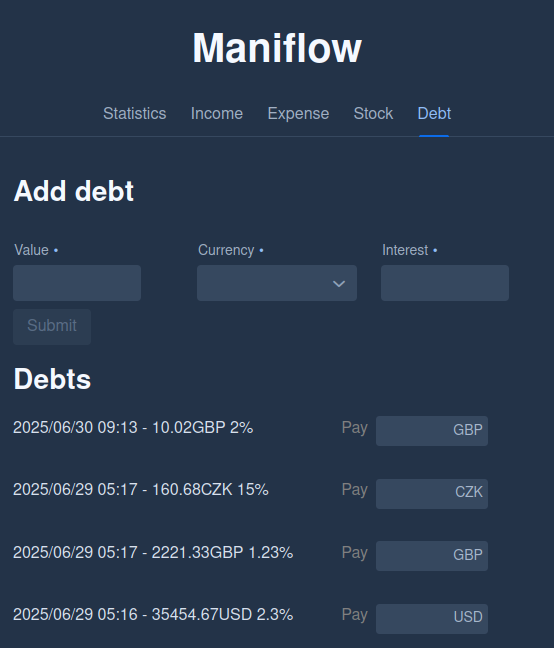 Maniflow
Statistics Income Expense Stock Debt
Add debt
Value • Currency • Interest •
Submit
Debts
2025/06/30 09:13 - 10.02GBP 2% Pay GBP
2025/06/29 05:17 - 160.68CZK 15% Pay CZK
2025/06/29 05:17 - 2221.33GBP 1.23% Pay GBP
2025/06/29 05:16 - 35454.67USD 2.3% Pay USD